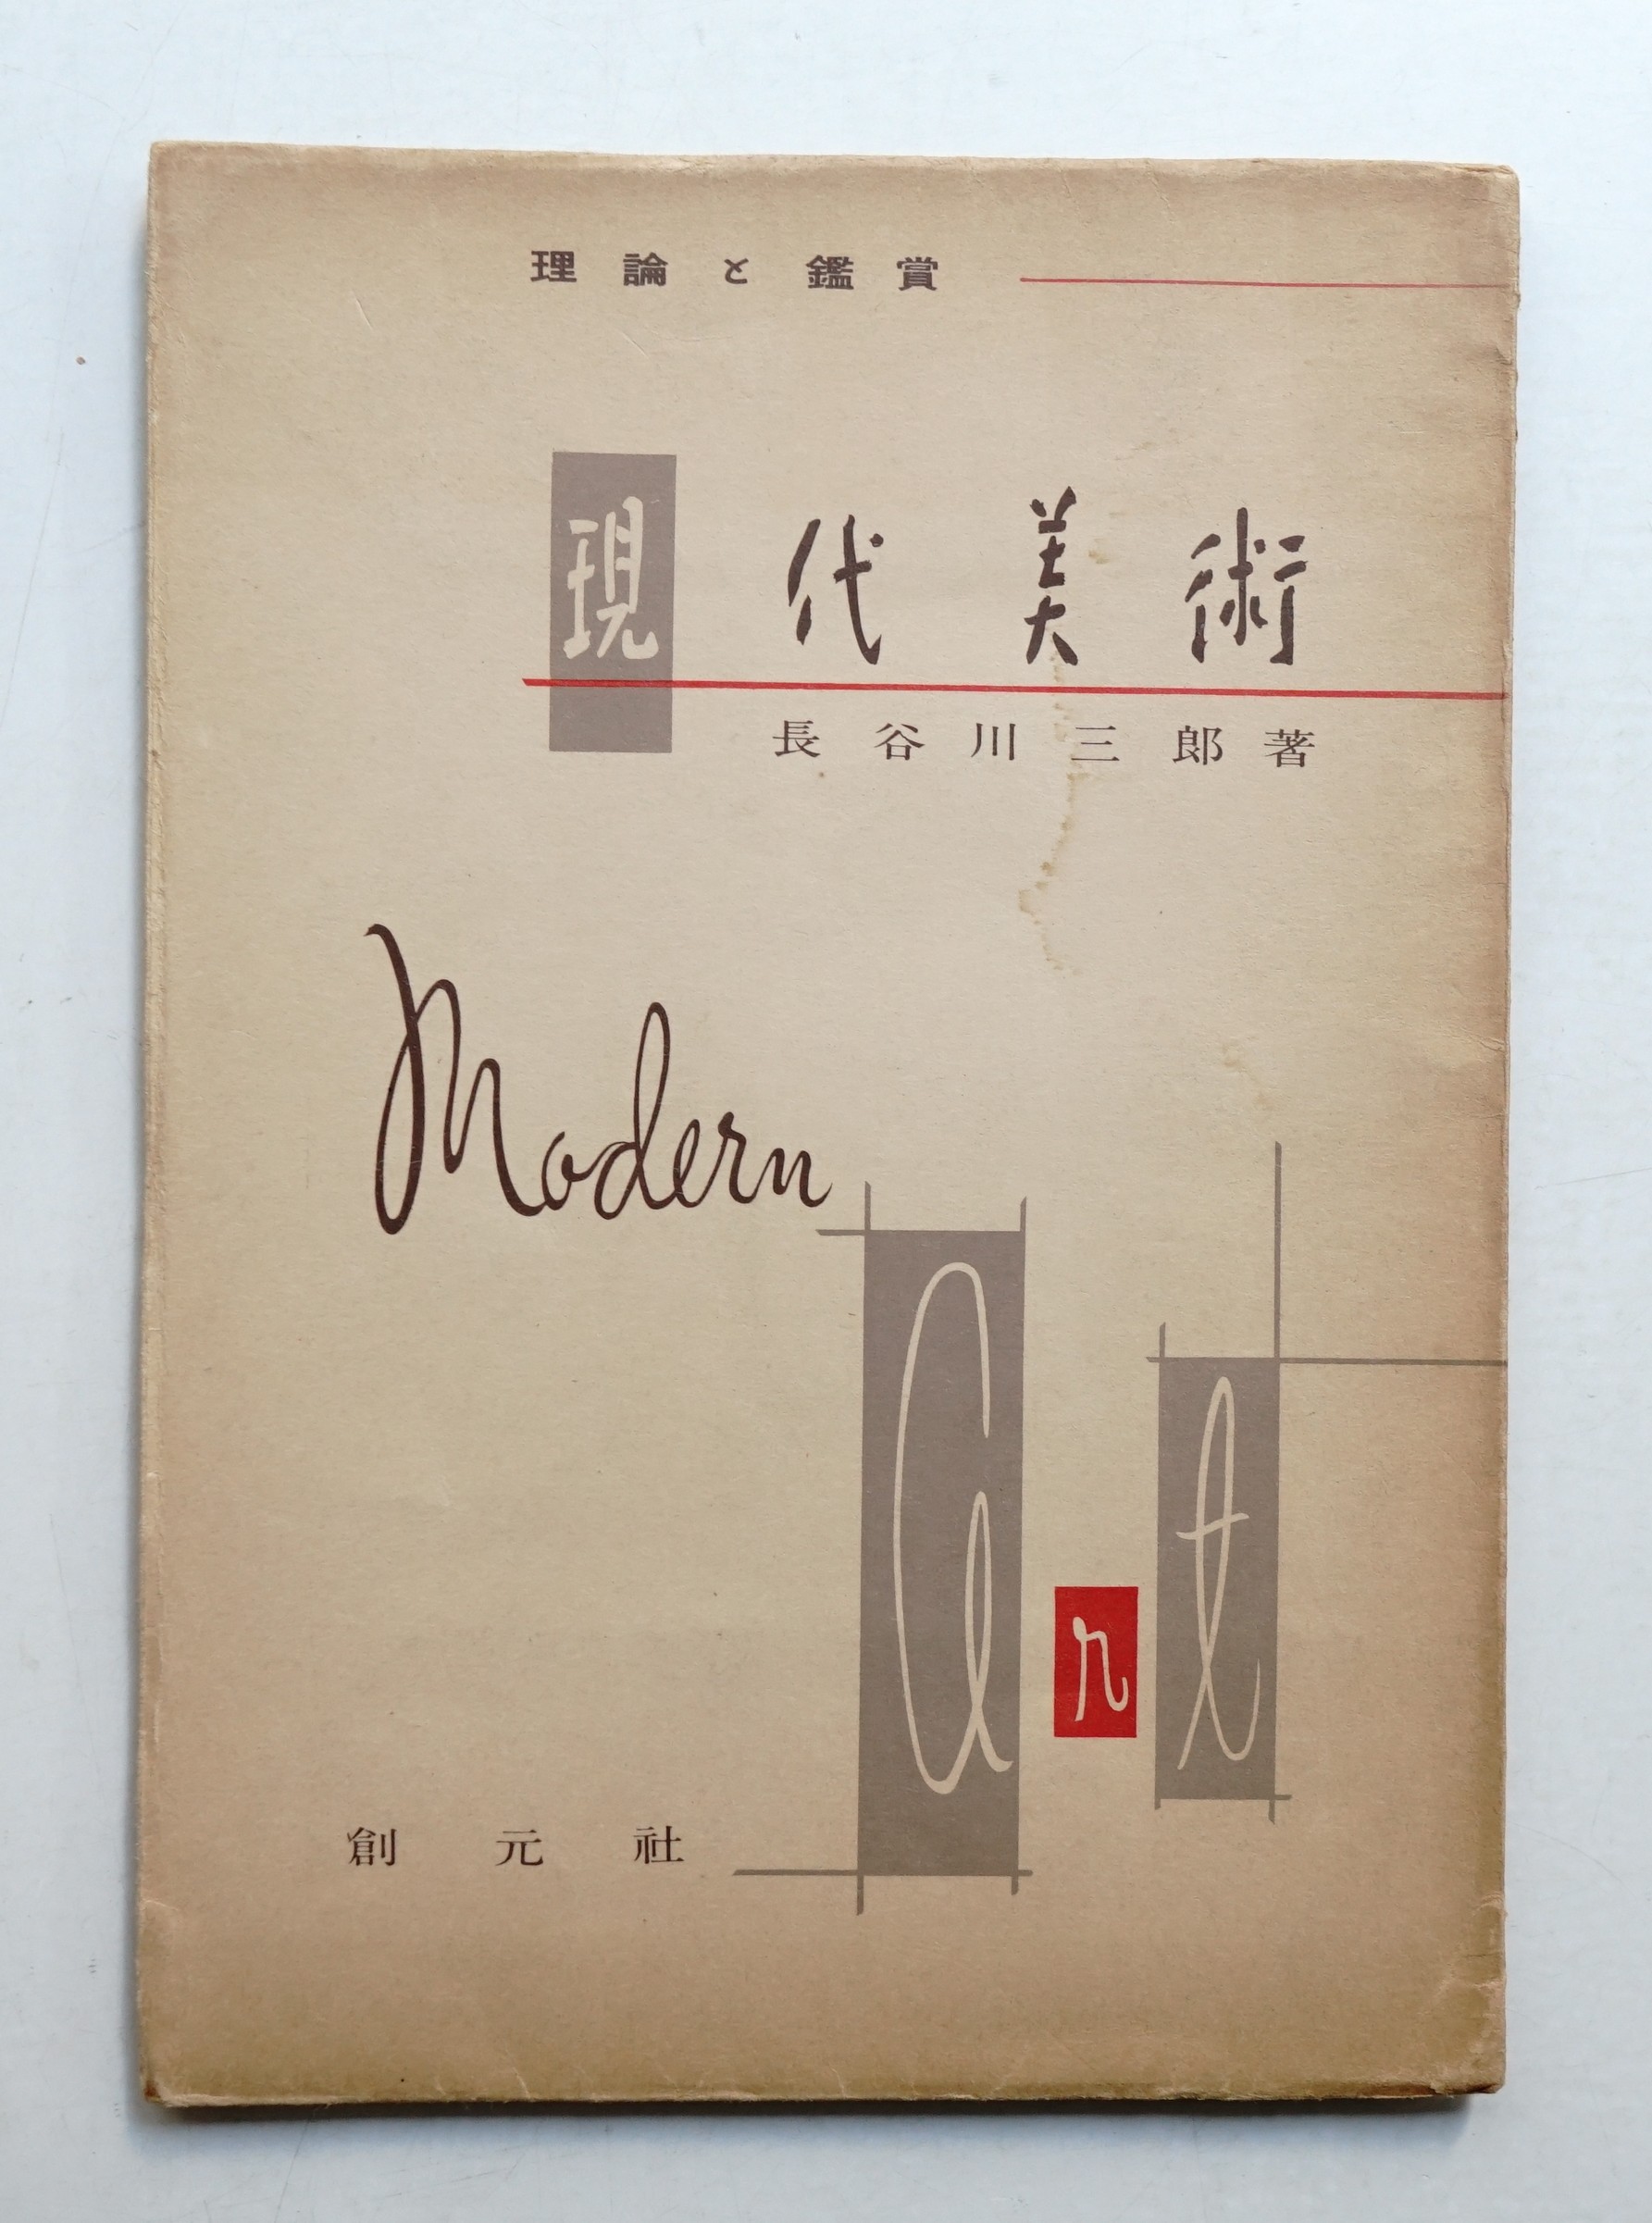 理論と鑑賞
現代美術
長谷川三郎著
Modern
Art
創元社